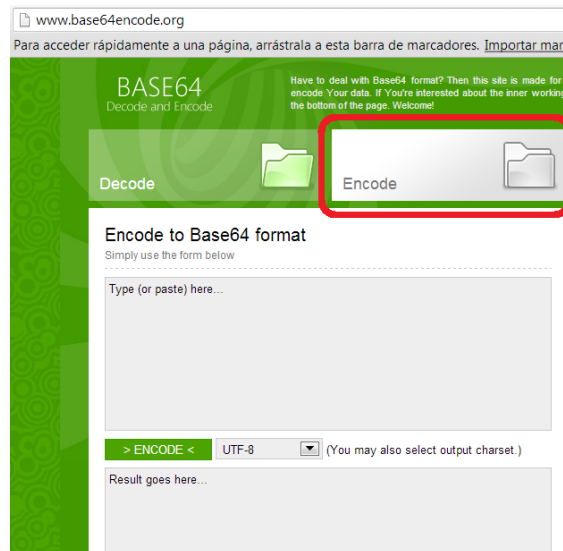 www.base64encode.org
Para acceder rápidamente a una página, arrástrala a esta barra de marcadores. Importar mar
BASE64
Decode and Encode
Have to deal with Base64 format? Then this site is made for
encode Your data. If You're interested about the inner working
the bottom of the page. Welcome!
Decode
Encode
Encode to Base64 format
Simply use the form below
Type (or paste) here...
> ENCODE <
UTF-8
(You may also select output charset.)
Result goes here...